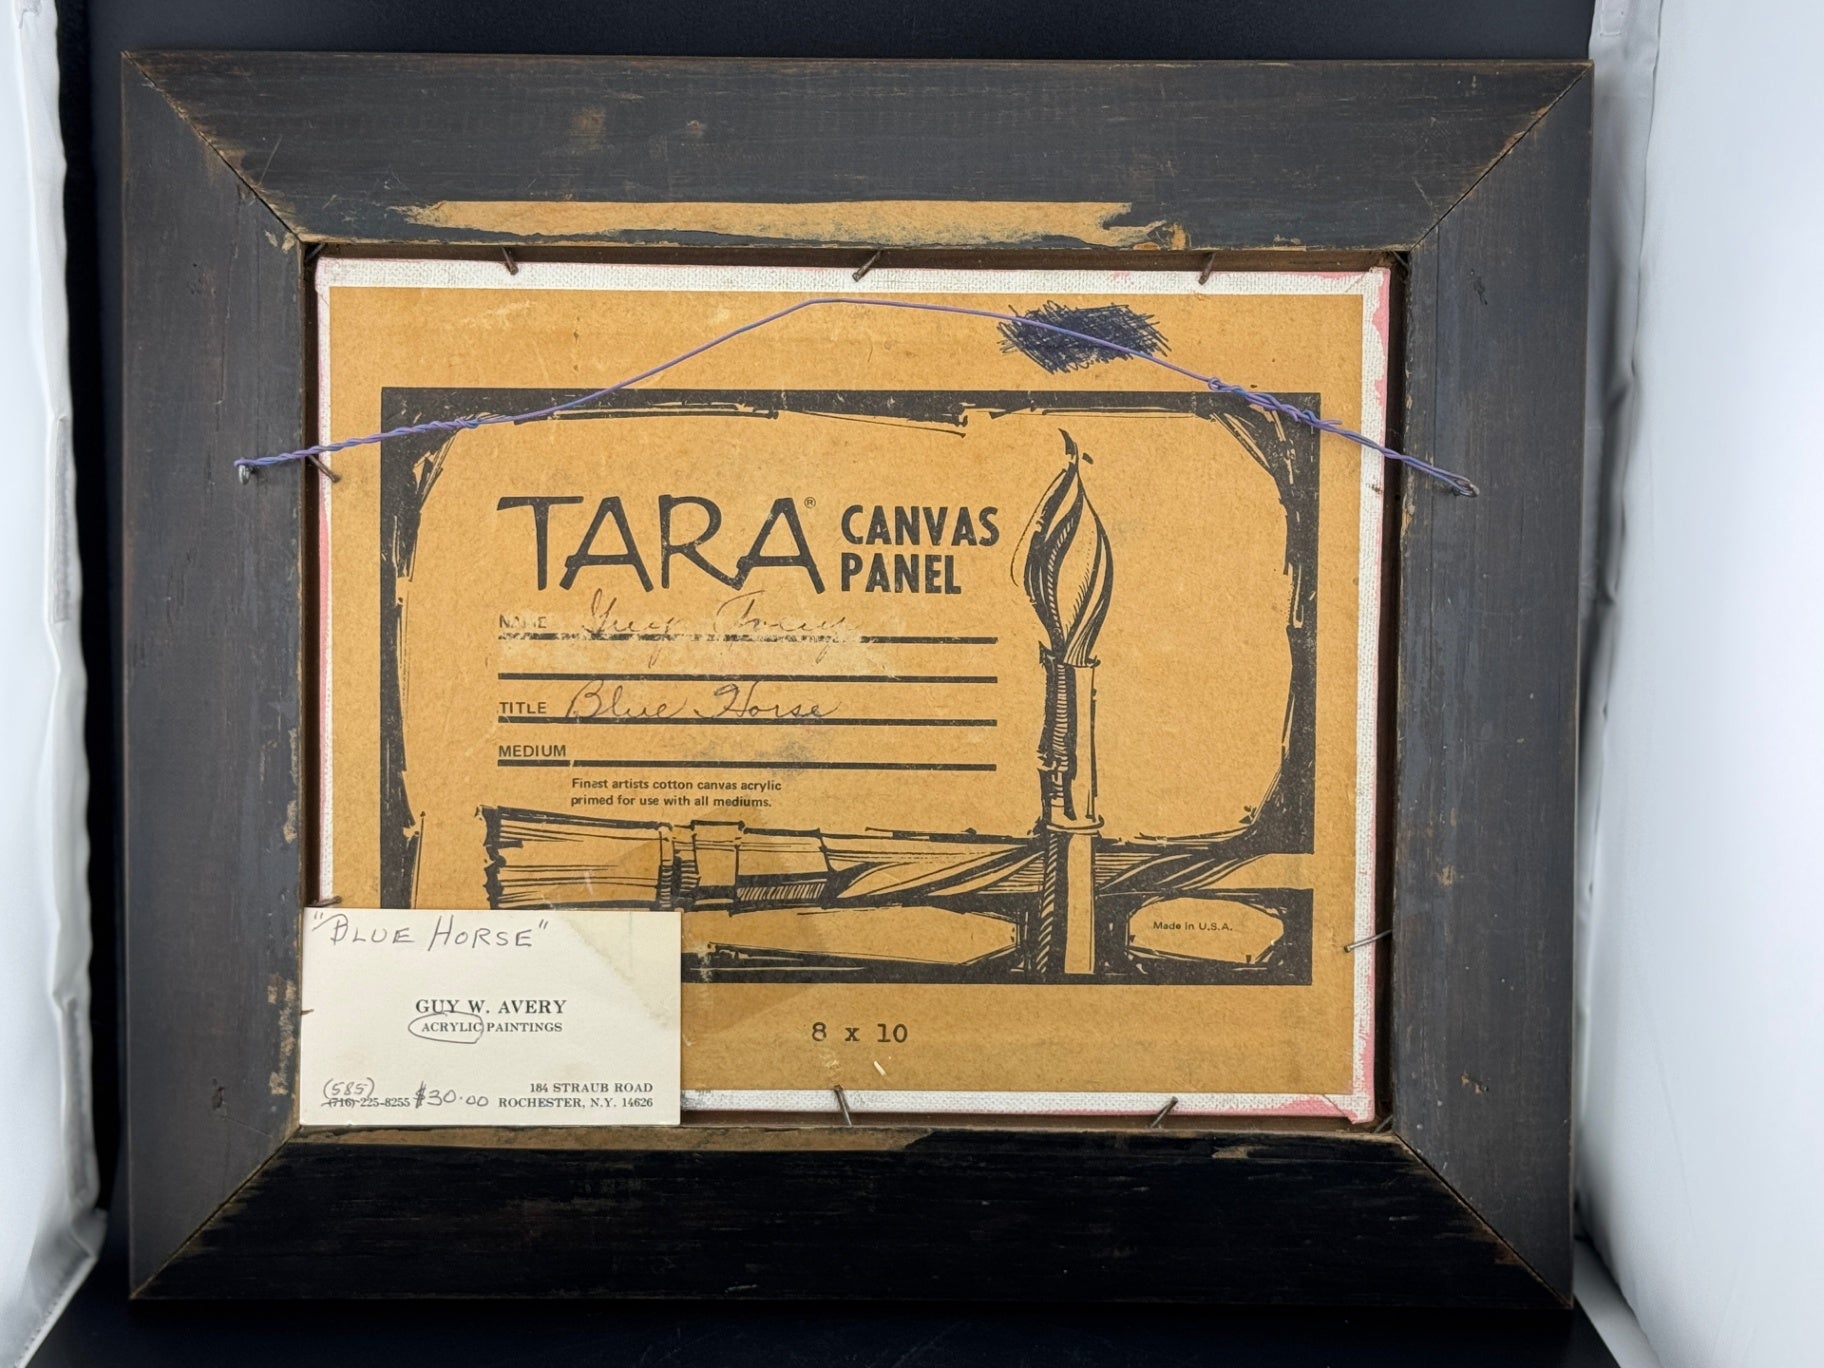 TARA® CANVAS
PANEL
NAME Guy
TITLE Blue Horse
MEDIUM
Finest artists cotton canvas acrylic
primed for use with all mediums.
Made in U.S.A.
8 x 10
"BLUE HORSE"
GUY W. AVERY
ACRYLIC PAINTINGS
(585)
(716) 225-8255 $30.00
184 STRAUB ROAD
ROCHESTER, N.Y. 14626